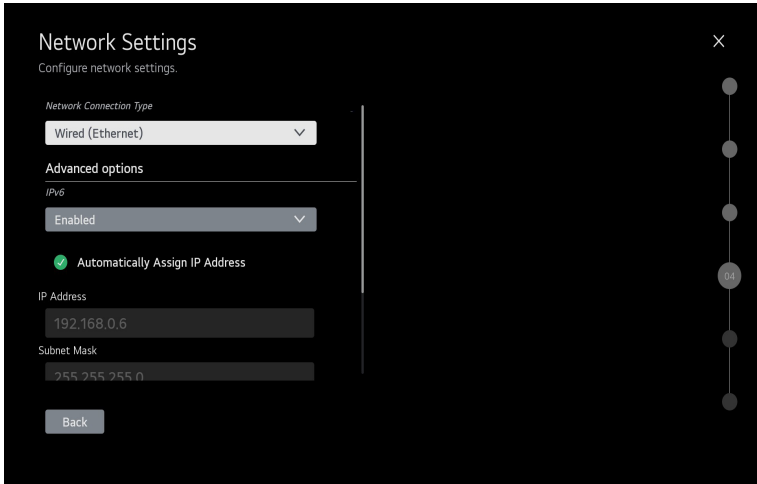 Network Settings
Configure network settings.
Network Connection Type
Wired (Ethernet)
Advanced options
IPv6
Enabled
Automatically Assign IP Address
04
IP Address
192.168.0.6
Subnet Mask
255.255.255.0
Back